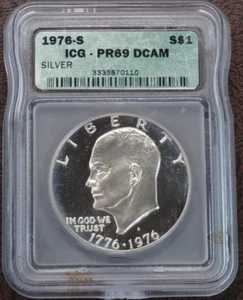 1976-S S$1
ICG - PR69 DCAM
SILVER
3335870110
LIBERTY
IN GOD WE
TRUST
1776·1976